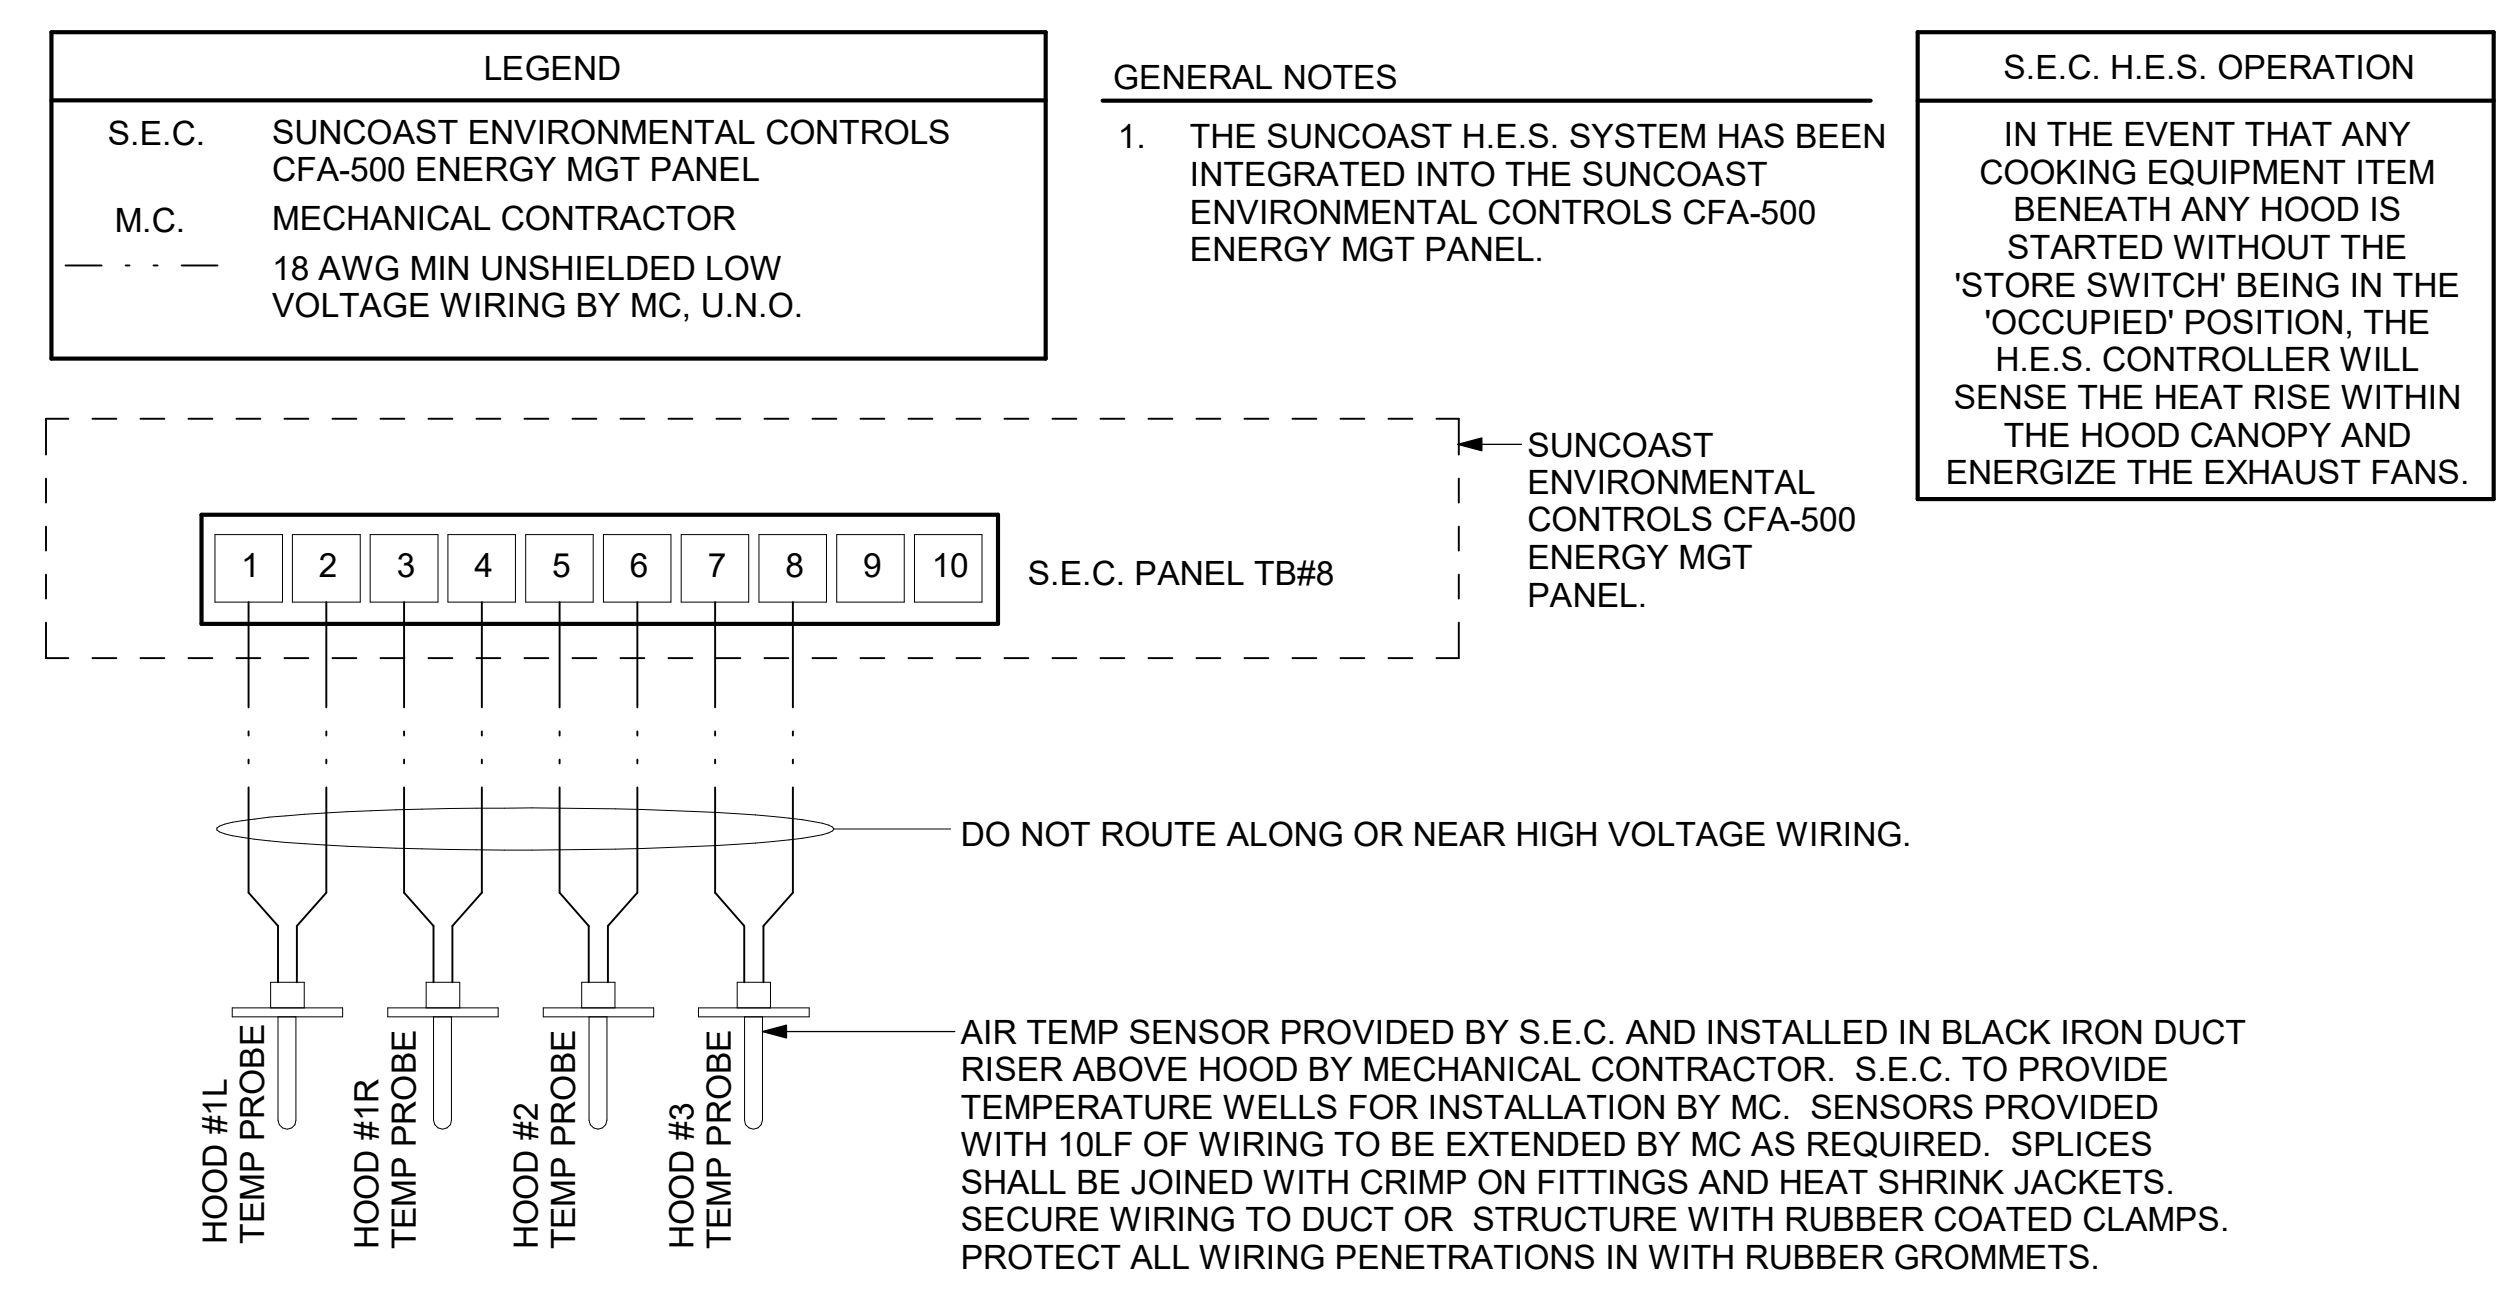 LEGEND
S.E.C.
SUNCOAST ENVIRONMENTAL CONTROLS
CFA-500 ENERGY MGT PANEL
M.C.
MECHANICAL CONTRACTOR
18 AWG MIN UNSHIELDED LOW
VOLTAGE WIRING BY MC, U.N.O.
GENERAL NOTES
1. THE SUNCOAST H.E.S. SYSTEM HAS BEEN
INTEGRATED INTO THE SUNCOAST
ENVIRONMENTAL CONTROLS CFA-500
ENERGY MGT PANEL.
S.E.C. H.E.S. OPERATION
IN THE EVENT THAT ANY
COOKING EQUIPMENT ITEM
BENEATH ANY HOOD IS
STARTED WITHOUT THE
'STORE SWITCH' BEING IN THE
'OCCUPIED' POSITION, THE
H.E.S. CONTROLLER WILL
SENSE THE HEAT RISE WITHIN
THE HOOD CANOPY AND
ENERGIZE THE EXHAUST FANS.
SUNCOAST
ENVIRONMENTAL
CONTROLS CFA-500
ENERGY MGT
PANEL.
1 2 3 4 5 6 7 8 9 10
S.E.C. PANEL TB#8
DO NOT ROUTE ALONG OR NEAR HIGH VOLTAGE WIRING.
HOOD #1L
TEMP PROBE
HOOD #1R
TEMP PROBE
HOOD #2
TEMP PROBE
HOOD #3
TEMP PROBE
AIR TEMP SENSOR PROVIDED BY S.E.C. AND INSTALLED IN BLACK IRON DUCT
RISER ABOVE HOOD BY MECHANICAL CONTRACTOR. S.E.C. TO PROVIDE
TEMPERATURE WELLS FOR INSTALLATION BY MC. SENSORS PROVIDED
WITH 10LF OF WIRING TO BE EXTENDED BY MC AS REQUIRED. SPLICES
SHALL BE JOINED WITH CRIMP ON FITTINGS AND HEAT SHRINK JACKETS.
SECURE WIRING TO DUCT OR STRUCTURE WITH RUBBER COATED CLAMPS.
PROTECT ALL WIRING PENETRATIONS IN WITH RUBBER GROMMETS.